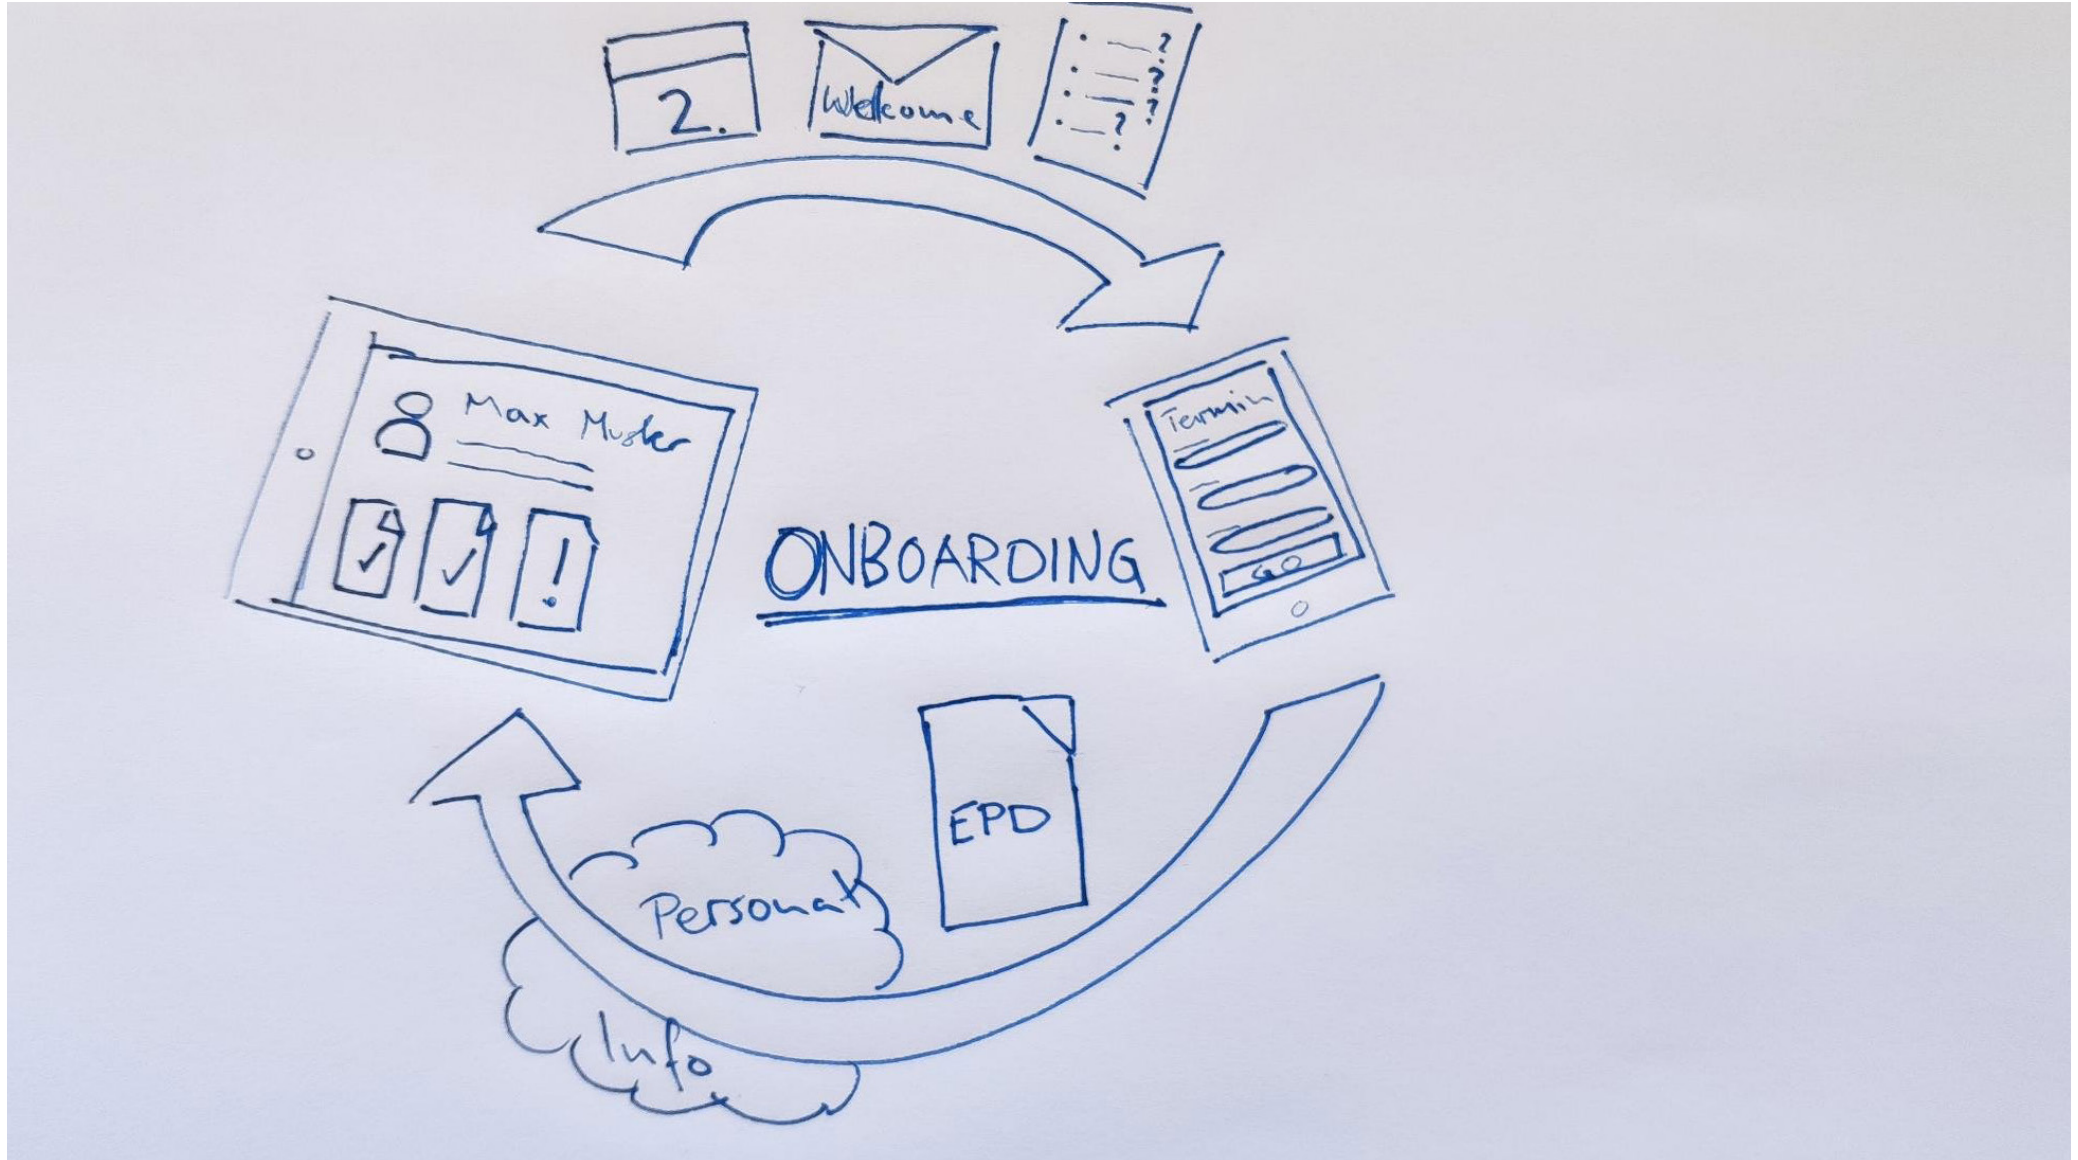 2.
Welcome
?
?
?
?
Max Muster
Termin
GO
ONBOARDING
!
EPD
Personal
Info